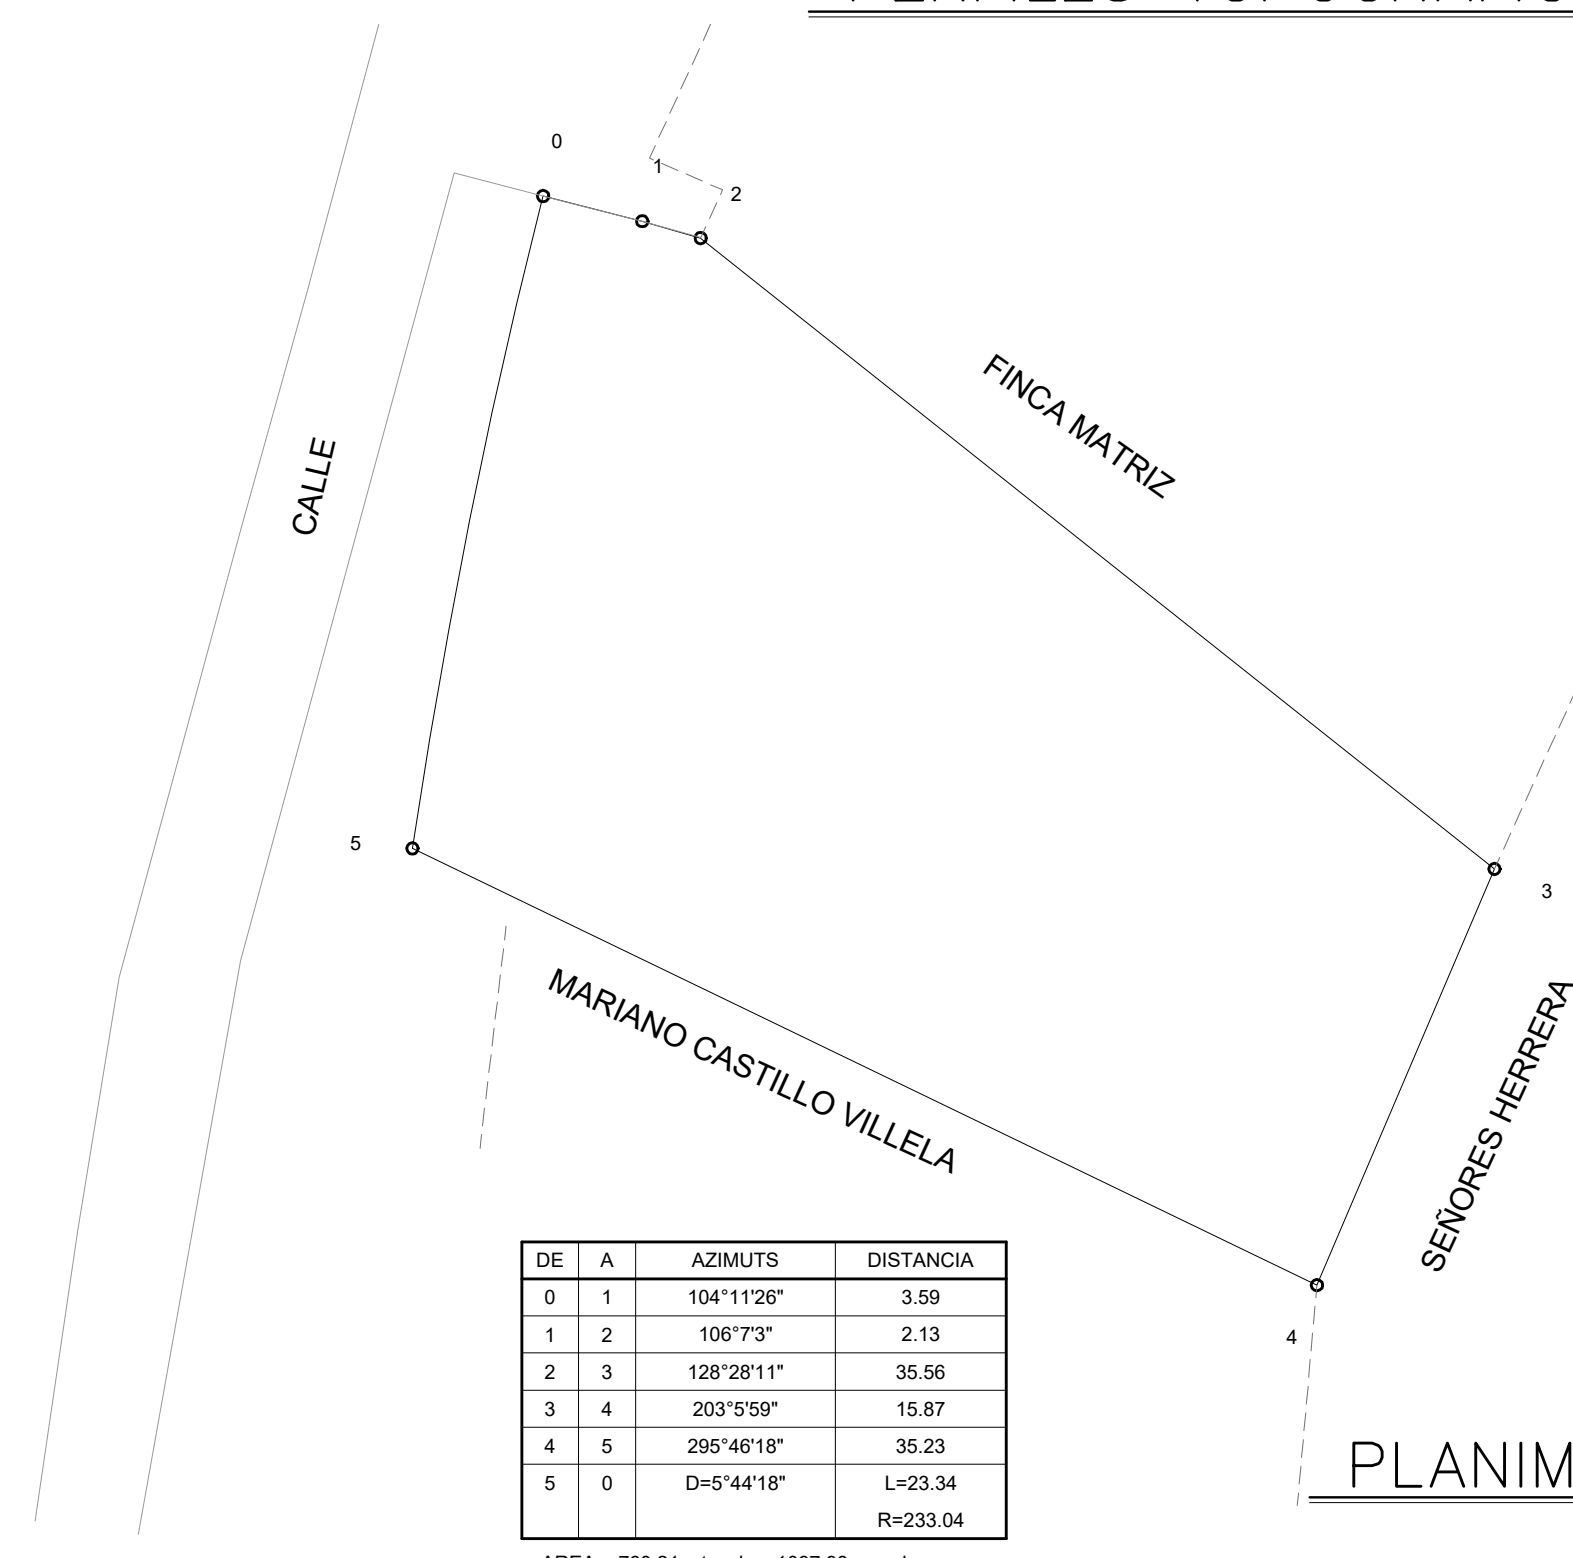 0
1
2
FINCA MATRIZ
CALLE
5
3
MARIANO CASTILLO VILLELA
SEÑORES HERRERA
4
DE A AZIMUTS DISTANCIA
0 1 104°11'26" 3.59
1 2 106°7'3" 2.13
2 3 128°28'11" 35.56
3 4 203°5'59" 15.87
4 5 295°46'18" 35.23
5 0 D=5°44'18" L=23.34
R=233.04
PLANIM